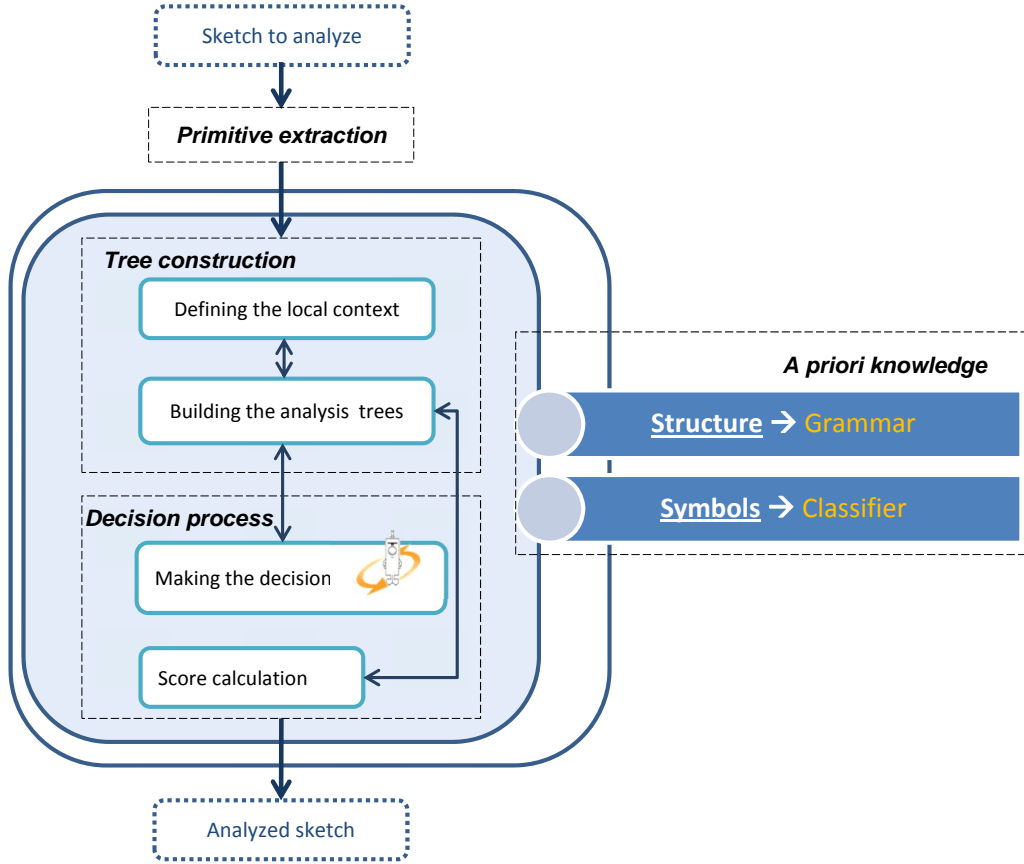 Sketch to analyze
Primitive extraction
Tree construction
Defining the local context
Building the analysis trees
A priori knowledge
Structure → Grammar
Symbols → Classifier
Decision process
Making the decision
Score calculation
Analyzed sketch